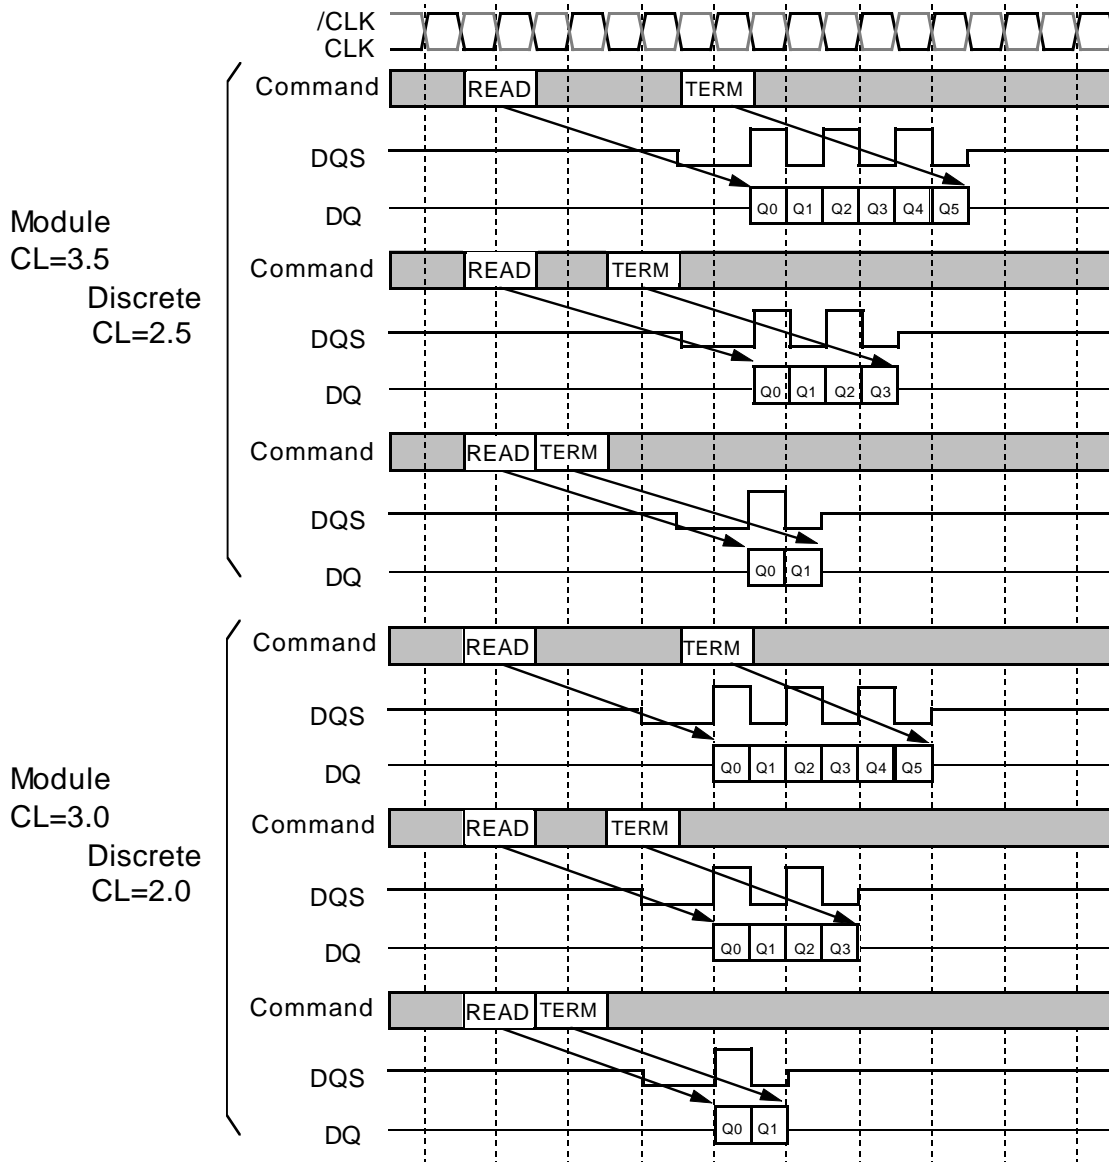 /CLK
CLK
Command READ TERM
DQS
DQ Q0 Q1 Q2 Q3 Q4 Q5
Module
CL=3.5
Discrete
CL=2.5
Command READ TERM
DQS
DQ Q0 Q1 Q2 Q3
Command READ TERM
DQS
DQ Q0 Q1
Command READ TERM
DQS
DQ Q0 Q1 Q2 Q3 Q4 Q5
Module
CL=3.0
Discrete
CL=2.0
Command READ TERM
DQS
DQ Q0 Q1 Q2 Q3
Command READ TERM
DQS
DQ Q0 Q1